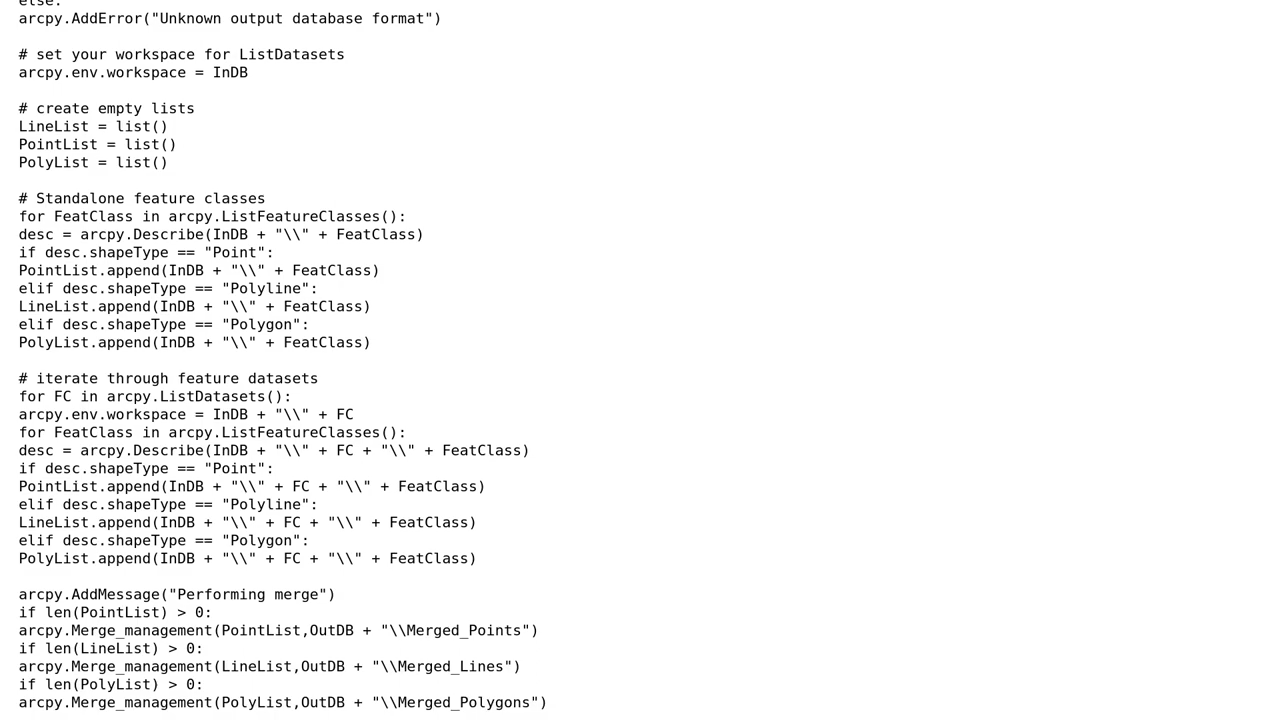 else:
arcpy.AddError("Unknown output database format")
# set your workspace for ListDatasets
arcpy.env.workspace = InDB
# create empty lists
LineList = list()
PointList = list()
PolyList = list()
# Standalone feature classes
for FeatClass in arcpy.ListFeatureClasses():
desc = arcpy.Describe(InDB + "\\" + FeatClass)
if desc.shapeType == "Point":
PointList.append(InDB + "\\" + FeatClass)
elif desc.shapeType == "Polyline":
LineList.append(InDB + "\\" + FeatClass)
elif desc.shapeType == "Polygon":
PolyList.append(InDB + "\\" + FeatClass)
# iterate through feature datasets
for FC in arcpy.ListDatasets():
arcpy.env.workspace = InDB + "\\" + FC
for FeatClass in arcpy.ListFeatureClasses():
desc = arcpy.Describe(InDB + "\\" + FC + "\\" + FeatClass)
if desc.shapeType == "Point":
PointList.append(InDB + "\\" + FC + "\\" + FeatClass)
elif desc.shapeType == "Polyline":
LineList.append(InDB + "\\" + FC + "\\" + FeatClass)
elif desc.shapeType == "Polygon":
PolyList.append(InDB + "\\" + FC + "\\" + FeatClass)
arcpy.AddMessage("Performing merge")
if len(PointList) > 0:
arcpy.Merge_management(PointList,OutDB + "\\Merged_Points")
if len(LineList) > 0:
arcpy.Merge_management(LineList,OutDB + "\\Merged_Lines")
if len(PolyList) > 0:
arcpy.Merge_management(PolyList,OutDB + "\\Merged_Polygons")